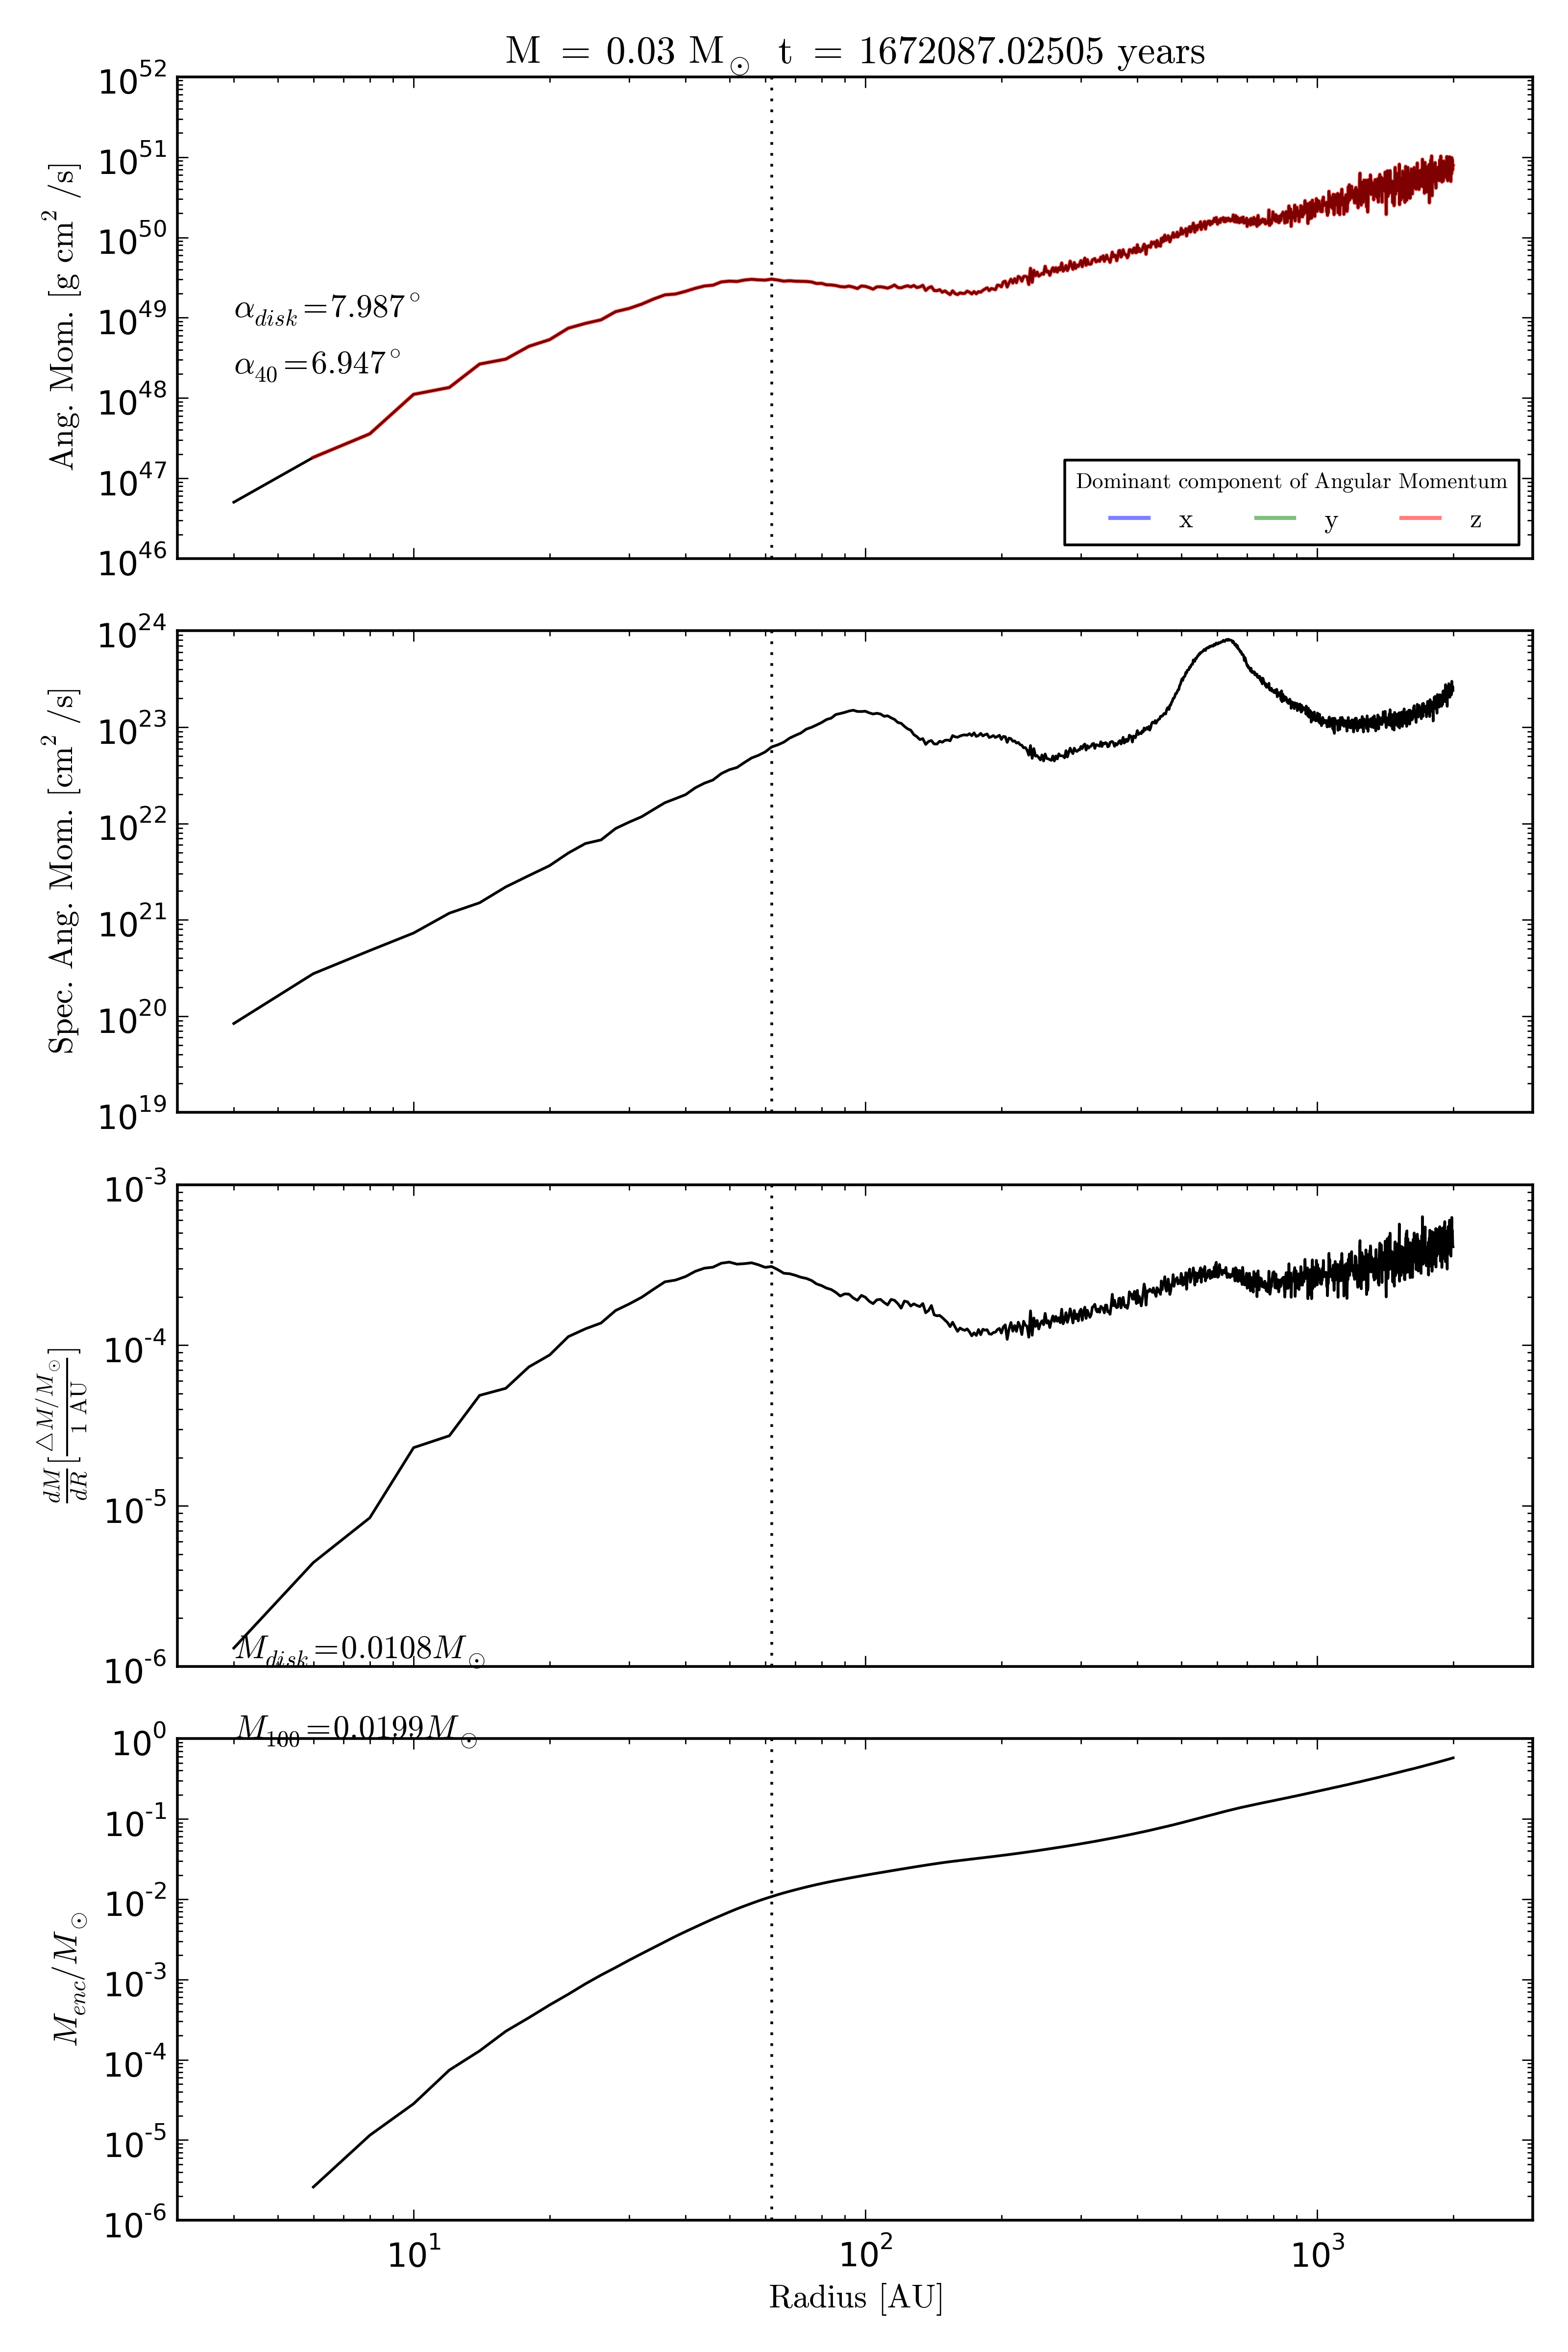 M = 0.03 M⊙ t = 1672087.02505 years
10^52
10^51
10^50
10^49
10^48
10^47
10^46
Ang. Mom. [g cm^2 /s]
α_disk=7.987°
α_40=6.947°
Dominant component of Angular Momentum
x y z
10^24
10^23
10^22
10^21
10^20
10^19
Spec. Ang. Mom. [cm^2 /s]
10^-3
10^-4
10^-5
10^-6
dM/dR [△M/M⊙ / 1 AU]
M_disk=0.0108M⊙
M_100=0.0199M⊙
10^0
10^-1
10^-2
10^-3
10^-4
10^-5
10^-6
M_enc/M⊙
10^1 10^2 10^3
Radius [AU]